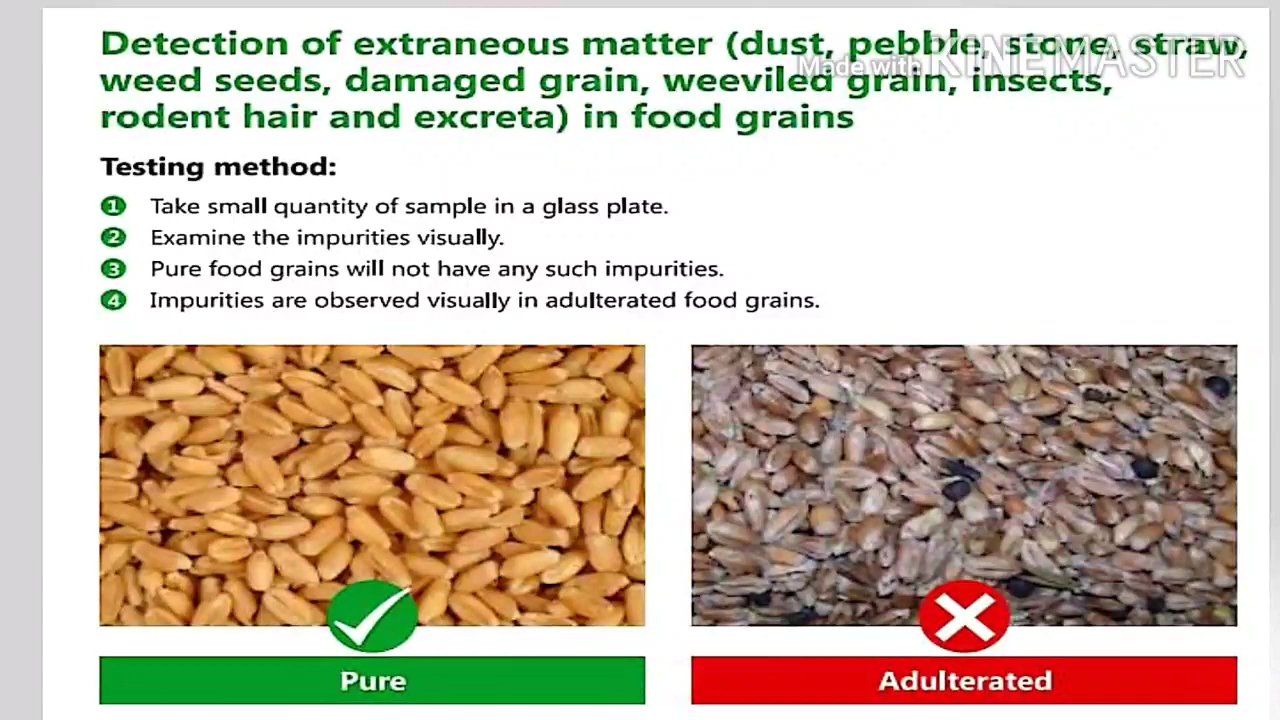 Detection of extraneous matter (dust, pebble, stone, straw,
Made with KINEMASTER
weed seeds, damaged grain, weeviled grain, insects,
rodent hair and excreta) in food grains
Testing method:
1 Take small quantity of sample in a glass plate.
2 Examine the impurities visually.
3 Pure food grains will not have any such impurities.
4 Impurities are observed visually in adulterated food grains.
Pure
Adulterated